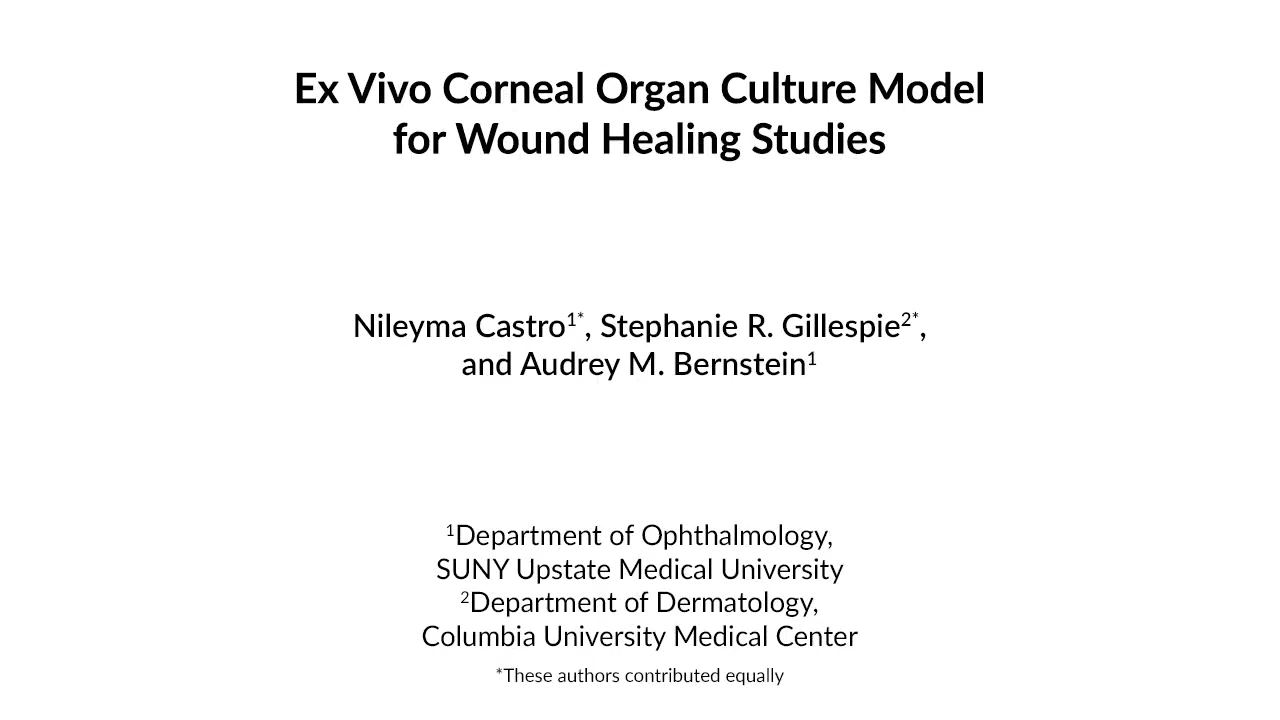 Ex Vivo Corneal Organ Culture Model
for Wound Healing Studies
Nileyma Castro¹*, Stephanie R. Gillespie²*,
and Audrey M. Bernstein¹
¹Department of Ophthalmology,
SUNY Upstate Medical University
²Department of Dermatology,
Columbia University Medical Center
*These authors contributed equally